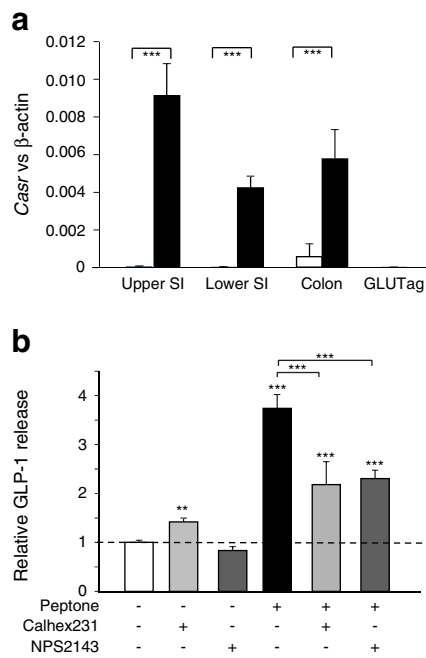 a
0.012
*** *** ***
0.010
0.008
0.006
0.004
0.002
0
Casr vs β-actin
Upper SI Lower SI Colon GLUTag
b
***
***
***
4
3
***
***
**
2
1
0
Relative GLP-1 release
Peptone - - - + + +
Calhex231 - + - - + -
NPS2143 - - + - - +